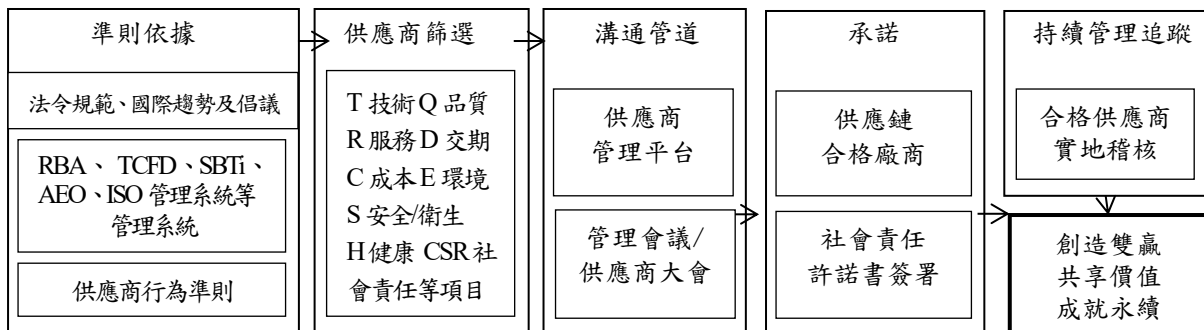 準則依據
法令規範、國際趨勢及倡議
RBA、 TCFD、SBTi、
AEO、ISO 管理系統等
管理系統
供應商行為準則
供應商篩選
T 技術 Q 品質
R 服務 D 交期
C 成本 E 環境
S 安全/衛生
H 健康 CSR 社
會責任等項目
溝通管道
供應商
管理平台
管理會議/
供應商大會
承諾
供應鏈
合格廠商
社會責任
許諾書簽署
持續管理追蹤
合格供應商
實地稽核
創造雙贏
共享價值
成就永續